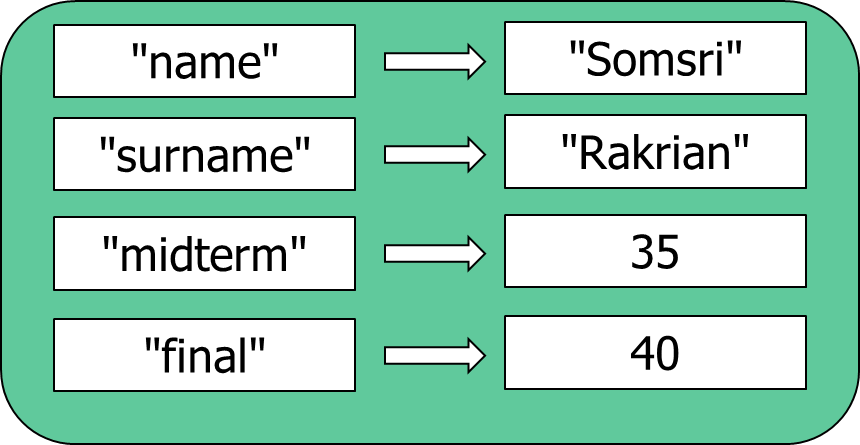 "name" "Somsri"
"surname" "Rakrian"
"midterm" 35
"final" 40